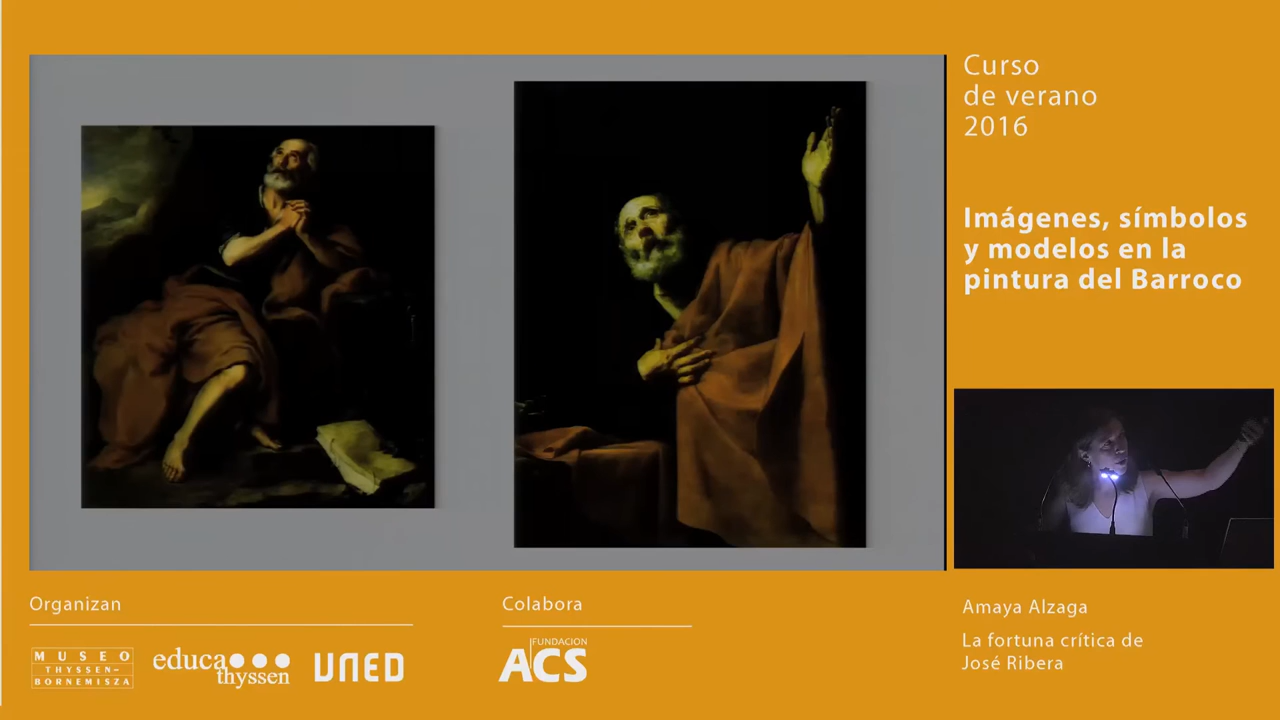 Curso
de verano
2016
Imágenes, símbolos
y modelos en la
pintura del Barroco
Organizan
Colabora
MUSEO
THYSSEN-
BORNEMISZA
educa
thyssen
UNED
FUNDACION
ACS
Amaya Alzaga
La fortuna crítica de
José Ribera